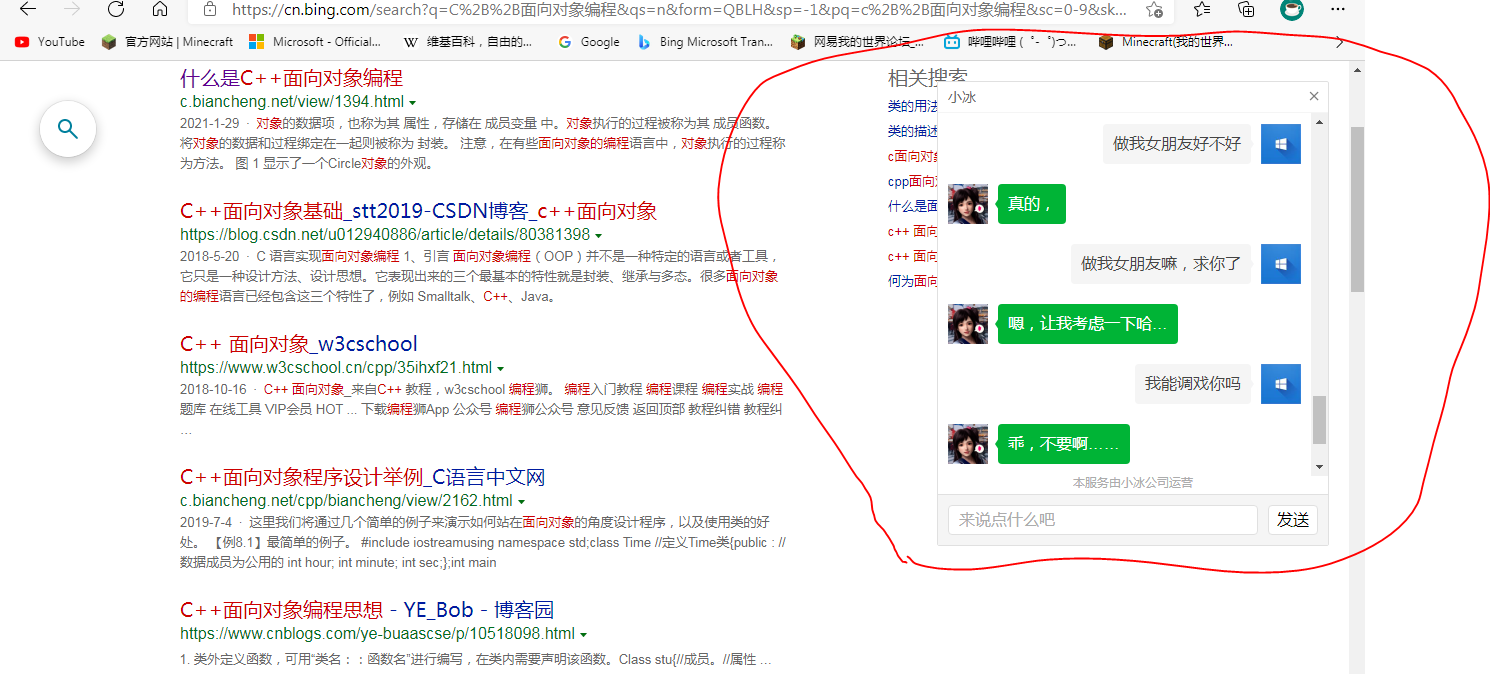 https://cn.bing.com/search?q=C%2B%2B面向对象编程&qs=n&form=QBLH&sp=-1&pq=c%2B%2B面向对象编程&sc=0-9&sk...
YouTube 官方网站 | Minecraft Microsoft - Official... 维基百科，自由的... Google Bing Microsoft Tran... 网易我的世界论坛_... 哔哩哔哩 ( ゜- ゜)つ... Minecraft(我的世界...
什么是C++面向对象编程
c.biancheng.net/view/1394.html
2021-1-29 · 对象的数据项，也称为其 属性，存储在 成员变量 中。对象执行的过程被称为其 成员函数。
将对象的数据和过程绑定在一起则被称为 封装。 注意，在有些面向对象的编程语言中，对象执行的过程称
为方法。 图 1 显示了一个Circle对象的外观。
C++面向对象基础_stt2019-CSDN博客_c++面向对象
https://blog.csdn.net/u012940886/article/details/80381398
2018-5-20 · C 语言实现面向对象编程 1、引言 面向对象编程（OOP）并不是一种特定的语言或者工具，
它只是一种设计方法、设计思想。它表现出来的三个最基本的特性就是封装、继承与多态。很多面向对象
的编程语言已经包含这三个特性了，例如 Smalltalk、C++、Java。
C++ 面向对象_w3cschool
https://www.w3cschool.cn/cpp/35ihxf21.html
2018-10-16 · C++ 面向对象_来自C++ 教程，w3cschool 编程狮。 编程入门教程 编程课程 编程实战 编程
题库 在线工具 VIP会员 HOT ... 下载编程狮App 公众号 编程狮公众号 意见反馈 返回顶部 教程纠错 教程纠
…
C++面向对象程序设计举例_C语言中文网
c.biancheng.net/cpp/biancheng/view/2162.html
2019-7-4 · 这里我们将通过几个简单的例子来演示如何站在面向对象的角度设计程序，以及使用类的好
处。 【例8.1】最简单的例子。 #include iostreamusing namespace std;class Time //定义Time类{public : //
数据成员为公用的 int hour; int minute; int sec;};int main
C++面向对象编程思想 - YE_Bob - 博客园
https://www.cnblogs.com/ye-buaascse/p/10518098.html
1. 类外定义函数，可用“类名：：函数名”进行编写，在类内需要声明该函数。Class stu{//成员。//属性 …
相关搜索
类的用法
类的描述
c面向对象
cpp面向
什么是面
c++ 面向
c++ 面向
何为面向
小冰
做我女朋友好不好
真的，
做我女朋友嘛，求你了
嗯，让我考虑一下哈...
我能调戏你吗
乖，不要啊……
本服务由小冰公司运营
来说点什么吧 发送